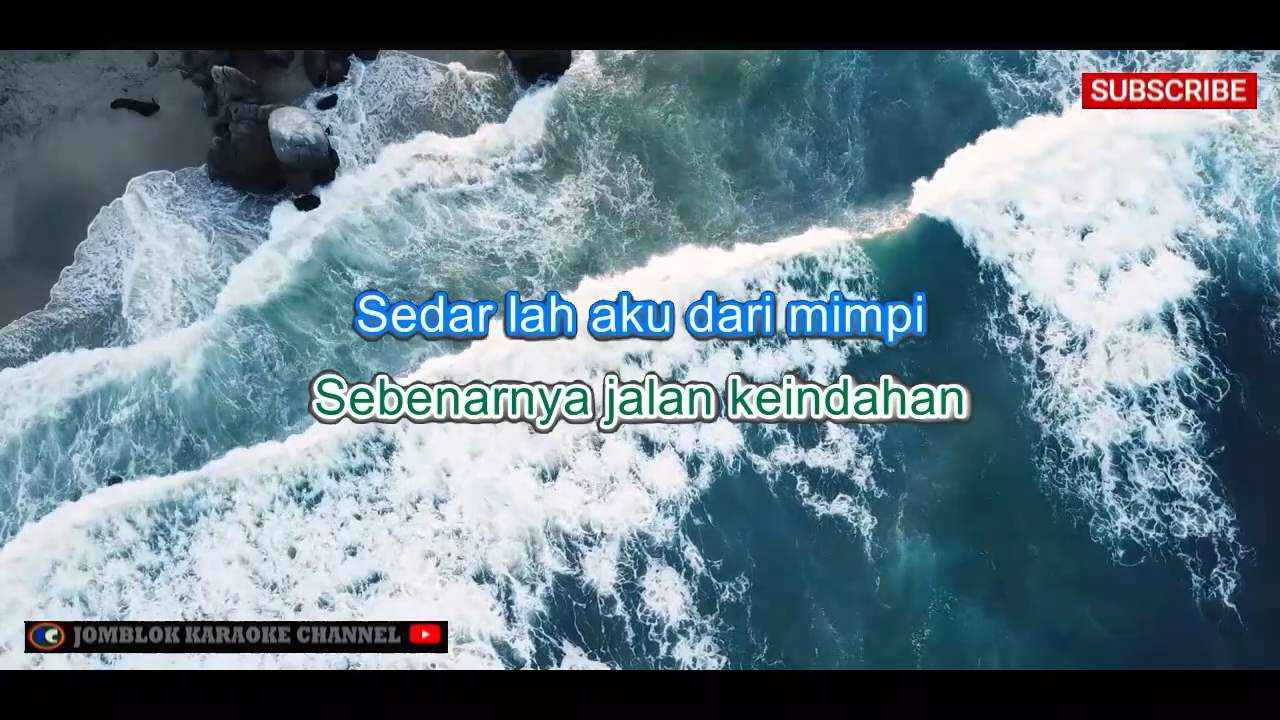 SUBSCRIBE
Sedar lah aku dari mimpi
Sebenarnya jalan keindahan
JOMBLOK KARAOKE CHANNEL